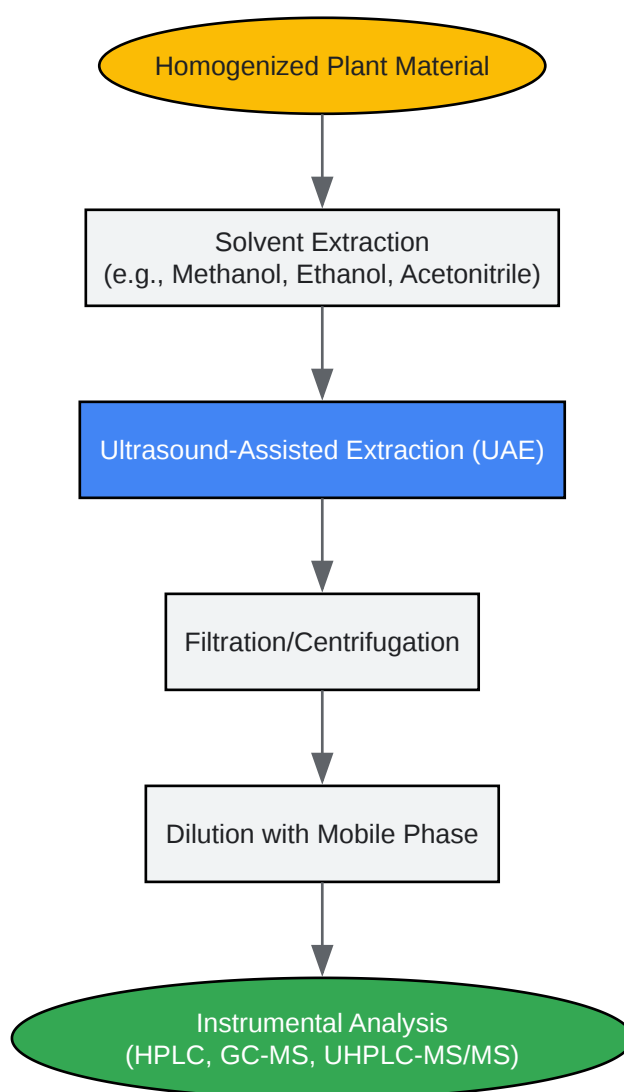 Homogenized Plant Material
Solvent Extraction
(e.g., Methanol, Ethanol, Acetonitrile)
Ultrasound-Assisted Extraction (UAE)
Filtration/Centrifugation
Dilution with Mobile Phase
Instrumental Analysis
(HPLC, GC-MS, UHPLC-MS/MS)